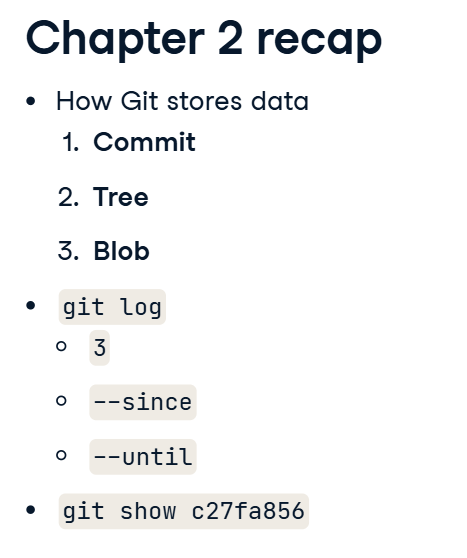 Chapter 2 recap
• How Git stores data
1. Commit
2. Tree
3. Blob
• git log
○ 3
○ --since
○ --until
• git show c27fa856